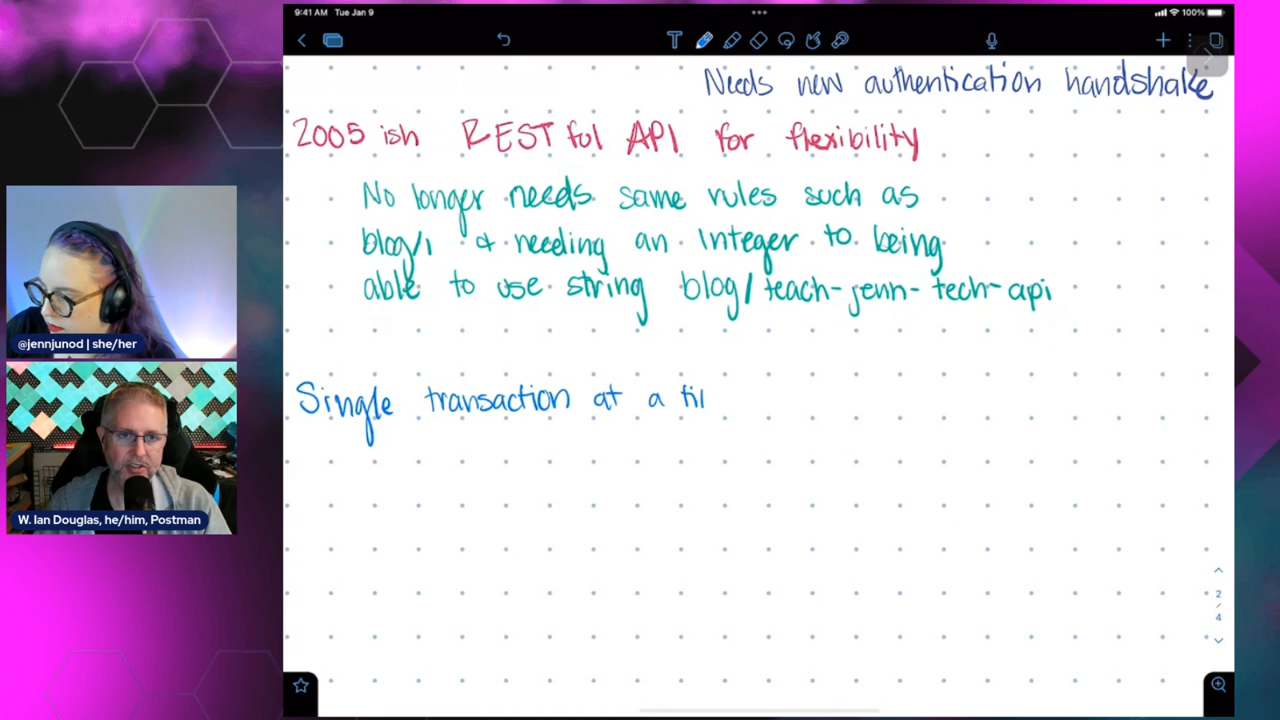 9:41 AM Tue Jan 9
100%
Needs new authentication handshake
2005 ish RESTful API for flexibility
No longer needs same rules such as
blog/1 & needing an Integer to being
able to use string blog/teach-jenn-tech-api
Single transaction at a ti
@jennjunod | she/her
W. Ian Douglas, he/him, Postman
2
/
4